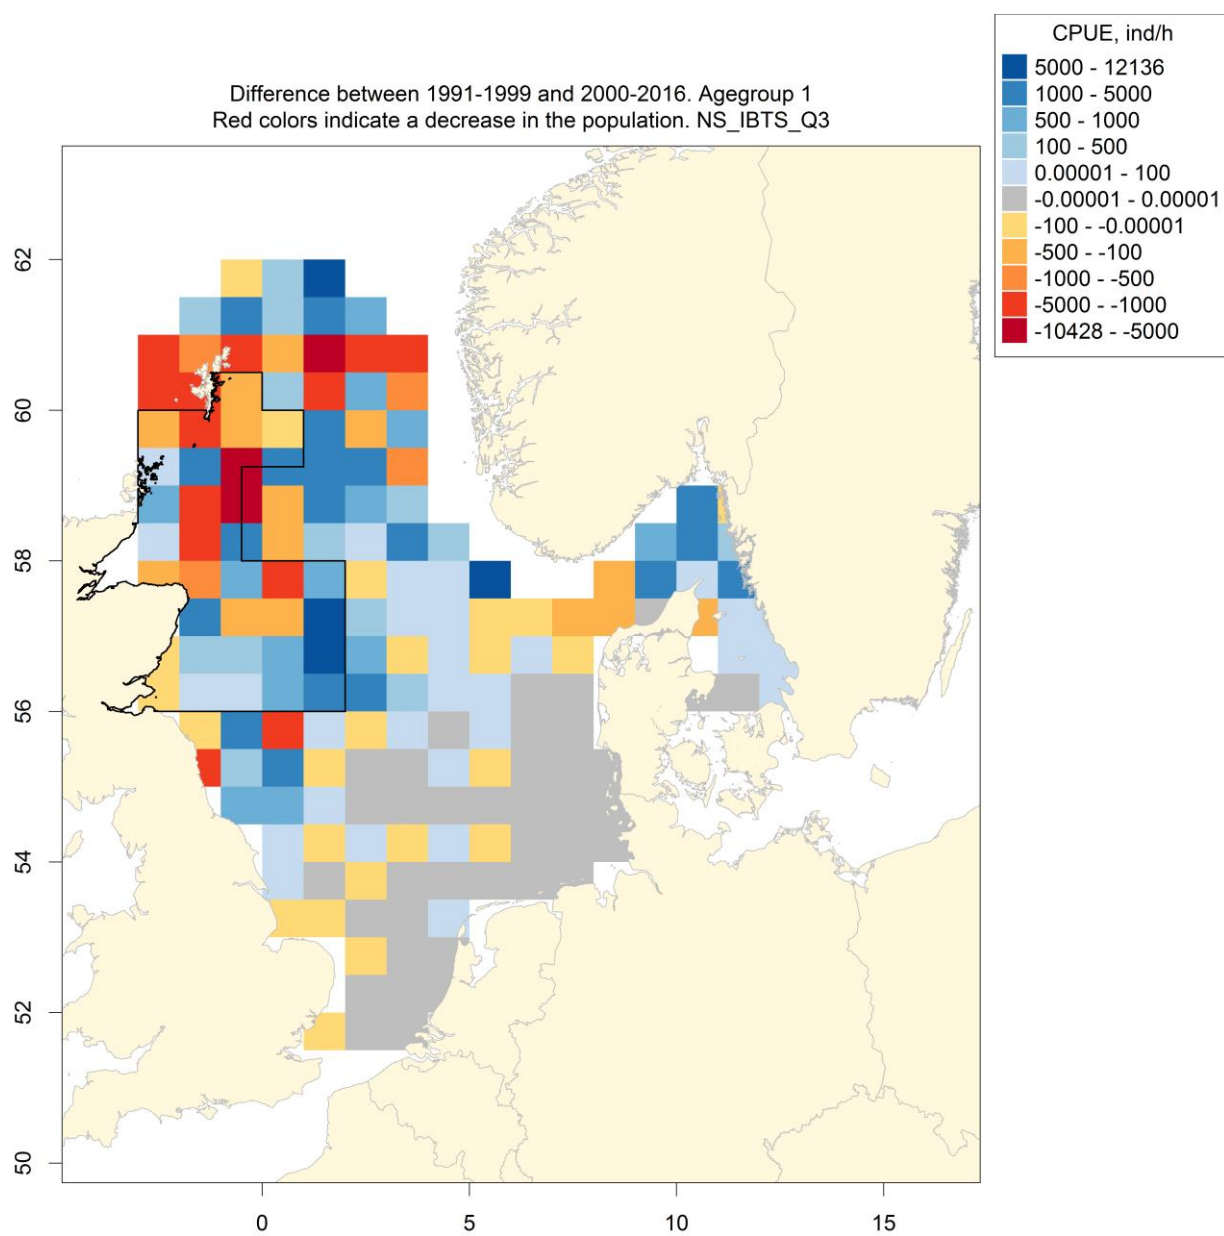 CPUE, ind/h
5000 - 12136
1000 - 5000
500 - 1000
100 - 500
0.00001 - 100
-0.00001 - 0.00001
-100 - -0.00001
-500 - -100
-1000 - -500
-5000 - -1000
-10428 - -5000
Difference between 1991-1999 and 2000-2016. Agegroup 1
Red colors indicate a decrease in the population. NS_IBTS_Q3
62
60
58
56
54
52
50
0 5 10 15